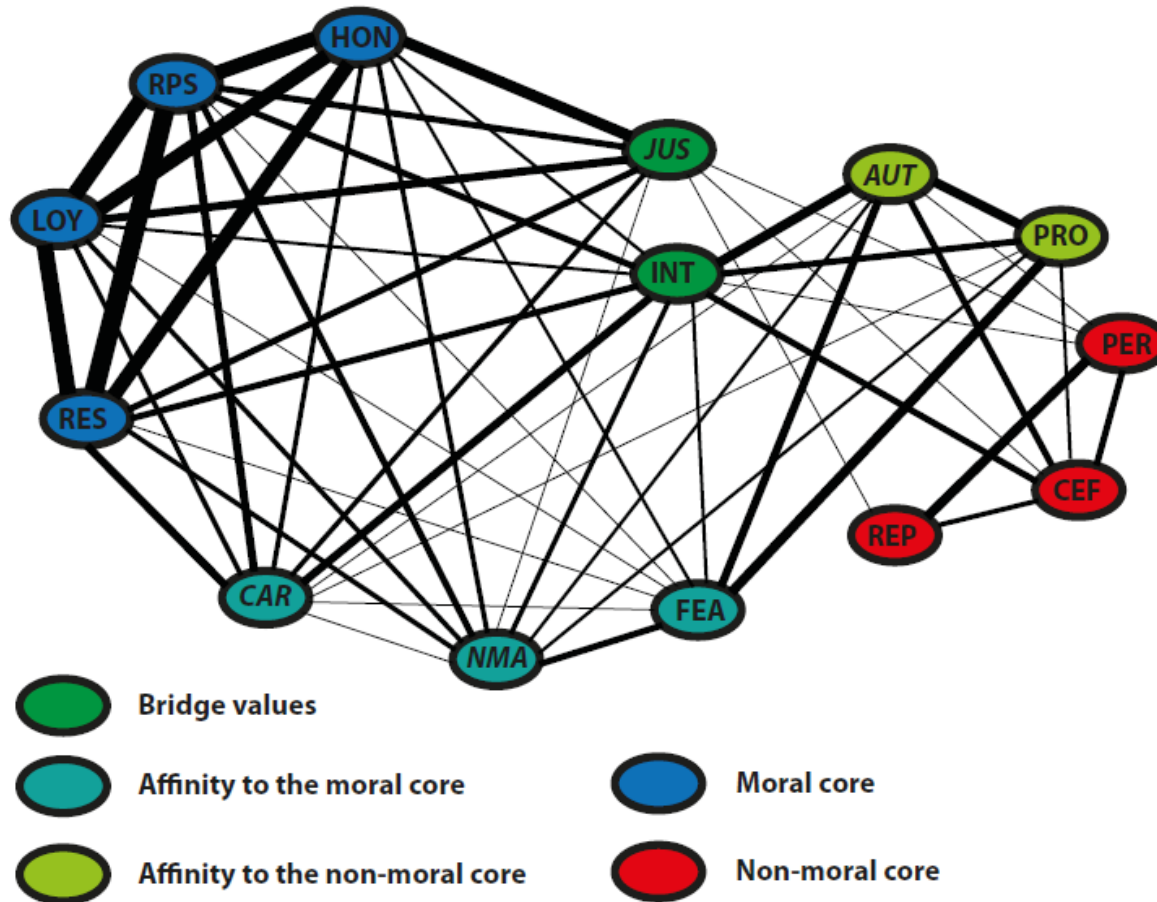 HON
RPS
JUS
AUT
LOY
PRO
INT
PER
RES
CEF
REP
CAR
FEA
NMA
Bridge values
Affinity to the moral core
Moral core
Affinity to the non-moral core
Non-moral core